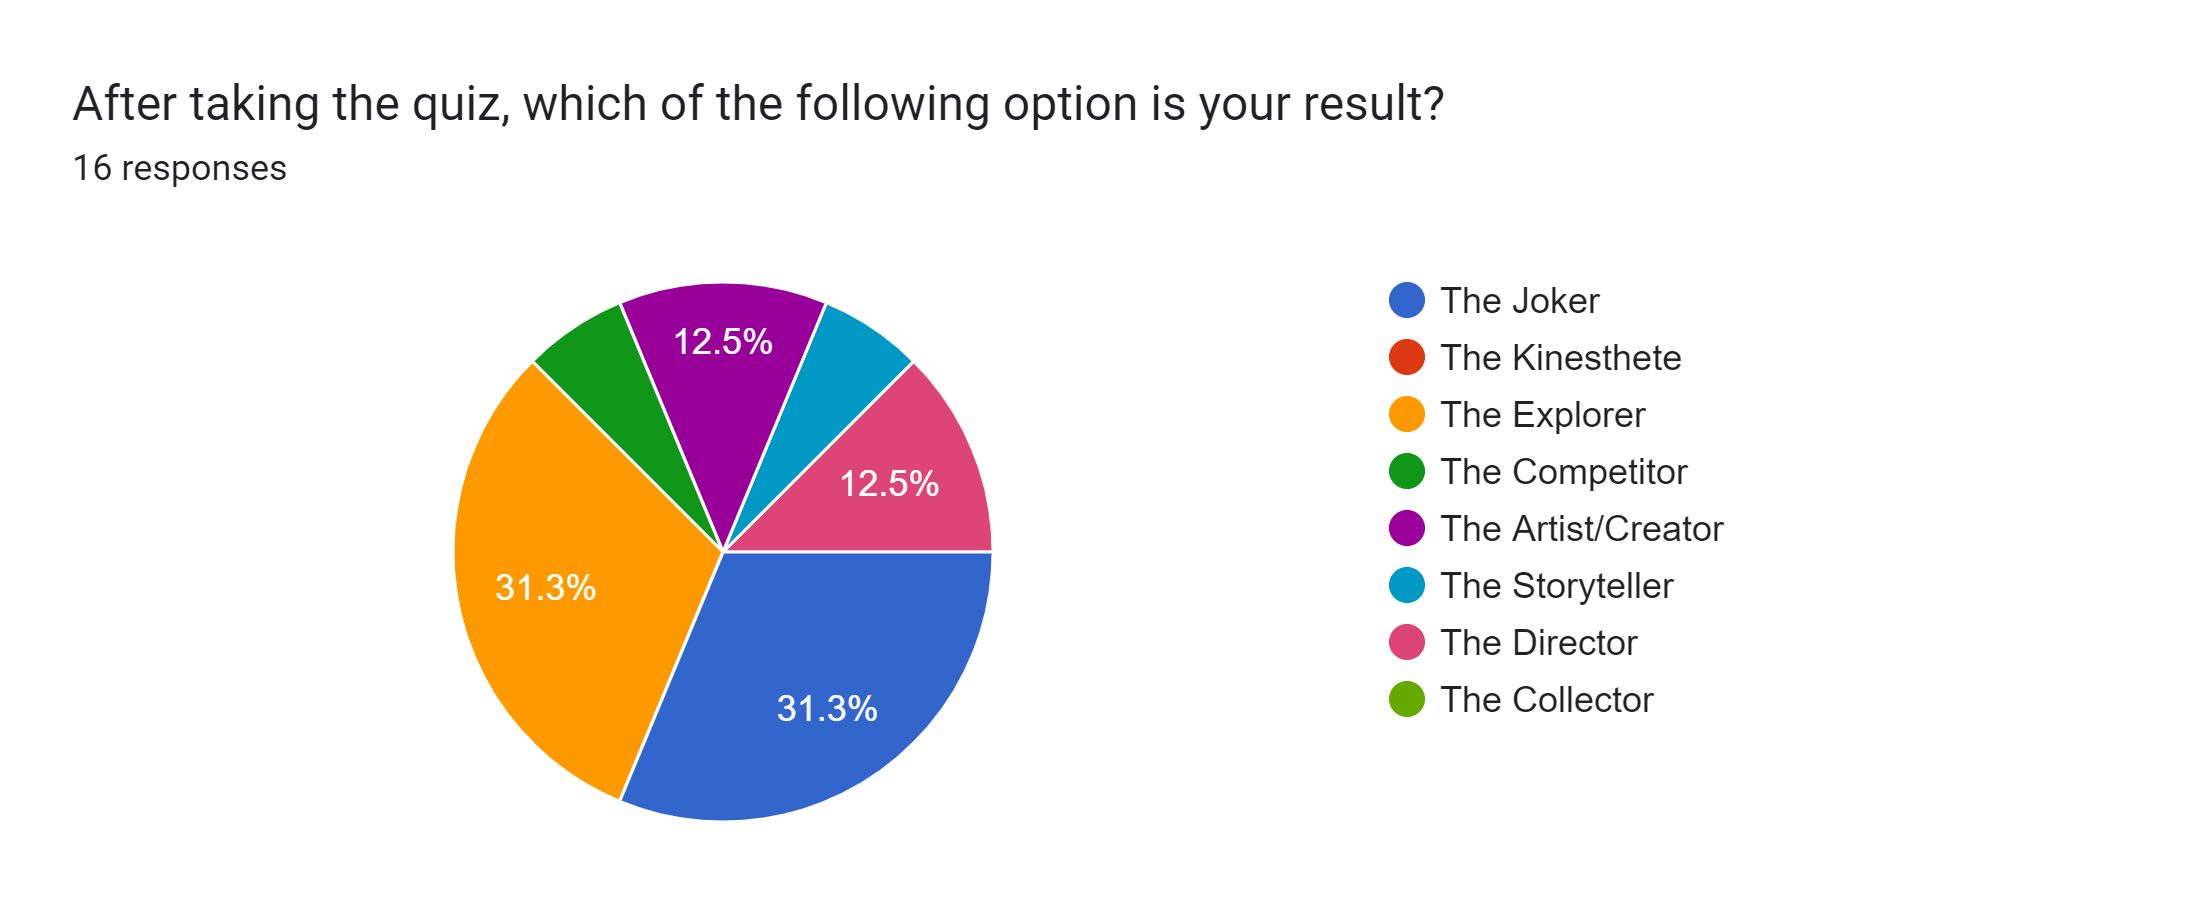 After taking the quiz, which of the following option is your result?
16 responses
12.5%
12.5%
31.3%
31.3%
The Joker
The Kinesthete
The Explorer
The Competitor
The Artist/Creator
The Storyteller
The Director
The Collector